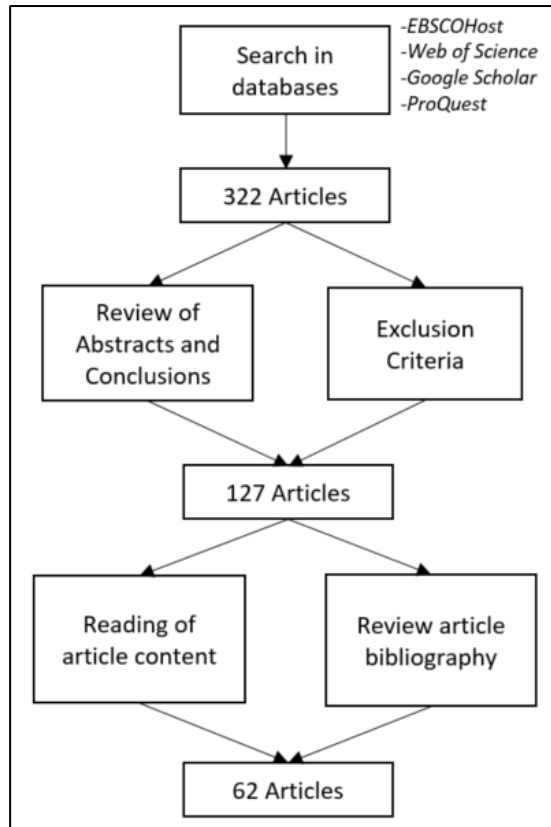 Search in
databases
-EBSCOHost
-Web of Science
-Google Scholar
-ProQuest
322 Articles
Review of
Abstracts and
Conclusions
Exclusion
Criteria
127 Articles
Reading of
article content
Review article
bibliography
62 Articles